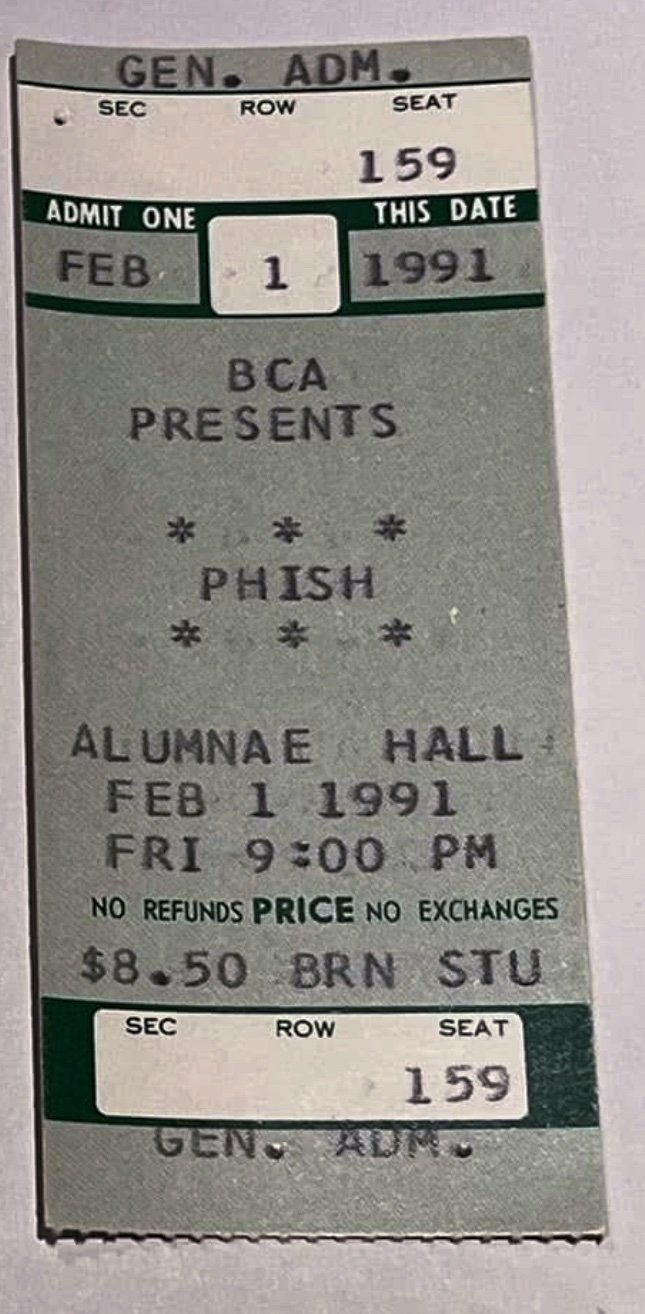 GEN. ADM.
SEC ROW SEAT
159
ADMIT ONE THIS DATE
FEB 1 1991
BCA
PRESENTS
* * *
PHISH
* * *
ALUMNAE HALL
FEB 1 1991
FRI 9:00 PM
NO REFUNDS PRICE NO EXCHANGES
$8.50 BRN STU
SEC ROW SEAT
159
GEN. ADM.